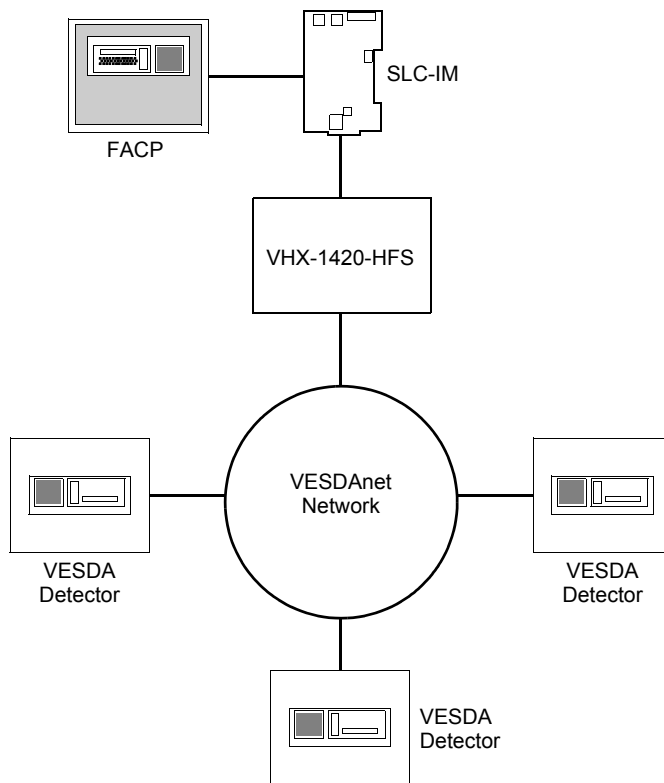 SLC-IM
FACP
VHX-1420-HFS
VESDAnet
Network
VESDA
Detector
VESDA
Detector
VESDA
Detector